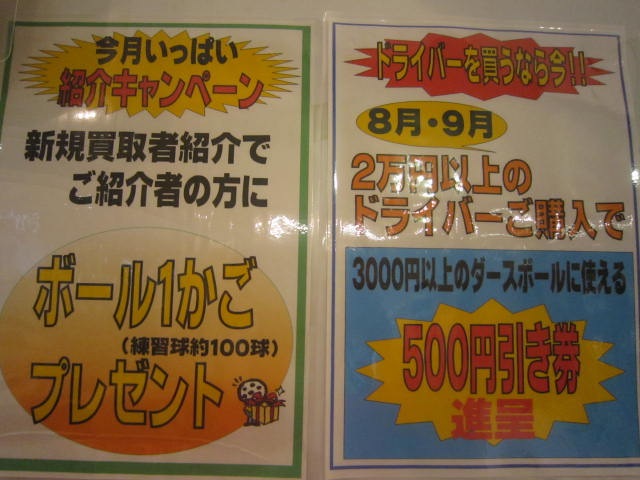 今月いっぱい
紹介キャンペーン
新規買取者紹介で
ご紹介者の方に
ボール1かご
(練習球約100球)
プレゼント
ドライバーを買うなら今!!
8月・9月
2万円以上の
ドライバーご購入で
3000円以上のダースボールに使える
500円引き券
進呈